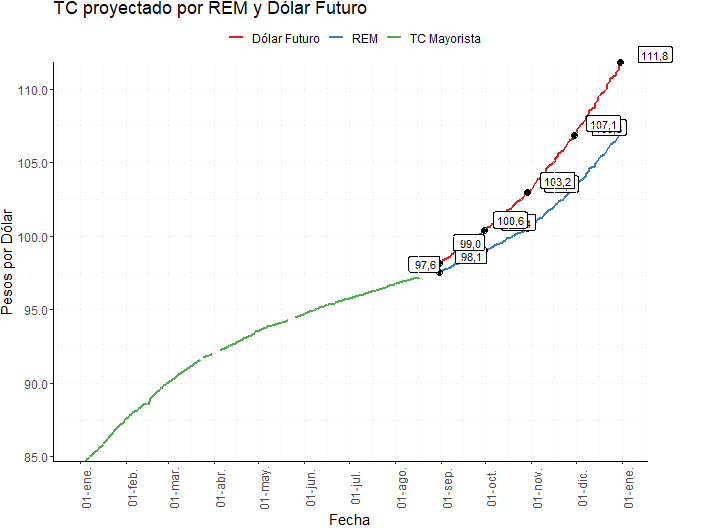 TC proyectado por REM y Dólar Futuro
Dólar Futuro REM TC Mayorista
111,8
110.0
107,1
105.0
103,2
100,6
100.0
99,0
98,1
97,6
95.0
90.0
85.0
Pesos por Dólar
01-ene. 01-feb. 01-mar. 01-abr. 01-may. 01-jun. 01-jul. 01-ago. 01-sep. 01-oct. 01-nov. 01-dic. 01-ene.
Fecha